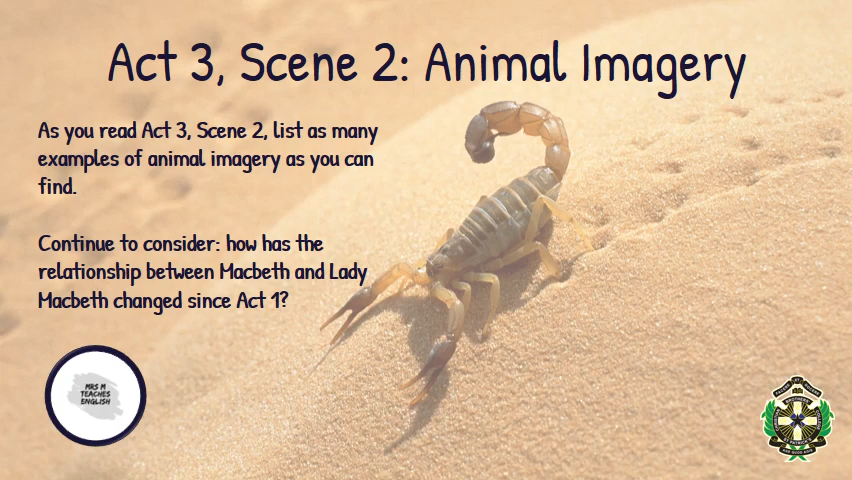 Act 3, Scene 2: Animal Imagery
As you read Act 3, Scene 2, list as many
examples of animal imagery as you can
find.
Continue to consider: how has the
relationship between Macbeth and Lady
Macbeth changed since Act 1?
MRS M
TEACHES
ENGLISH